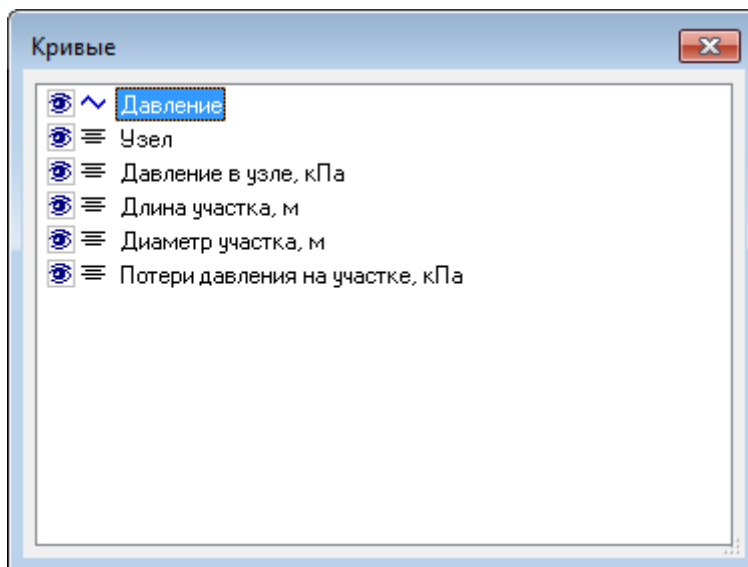 Кривые
Давление
Узел
Давление в узле, кПа
Длина участка, м
Диаметр участка, м
Потери давления на участке, кПа